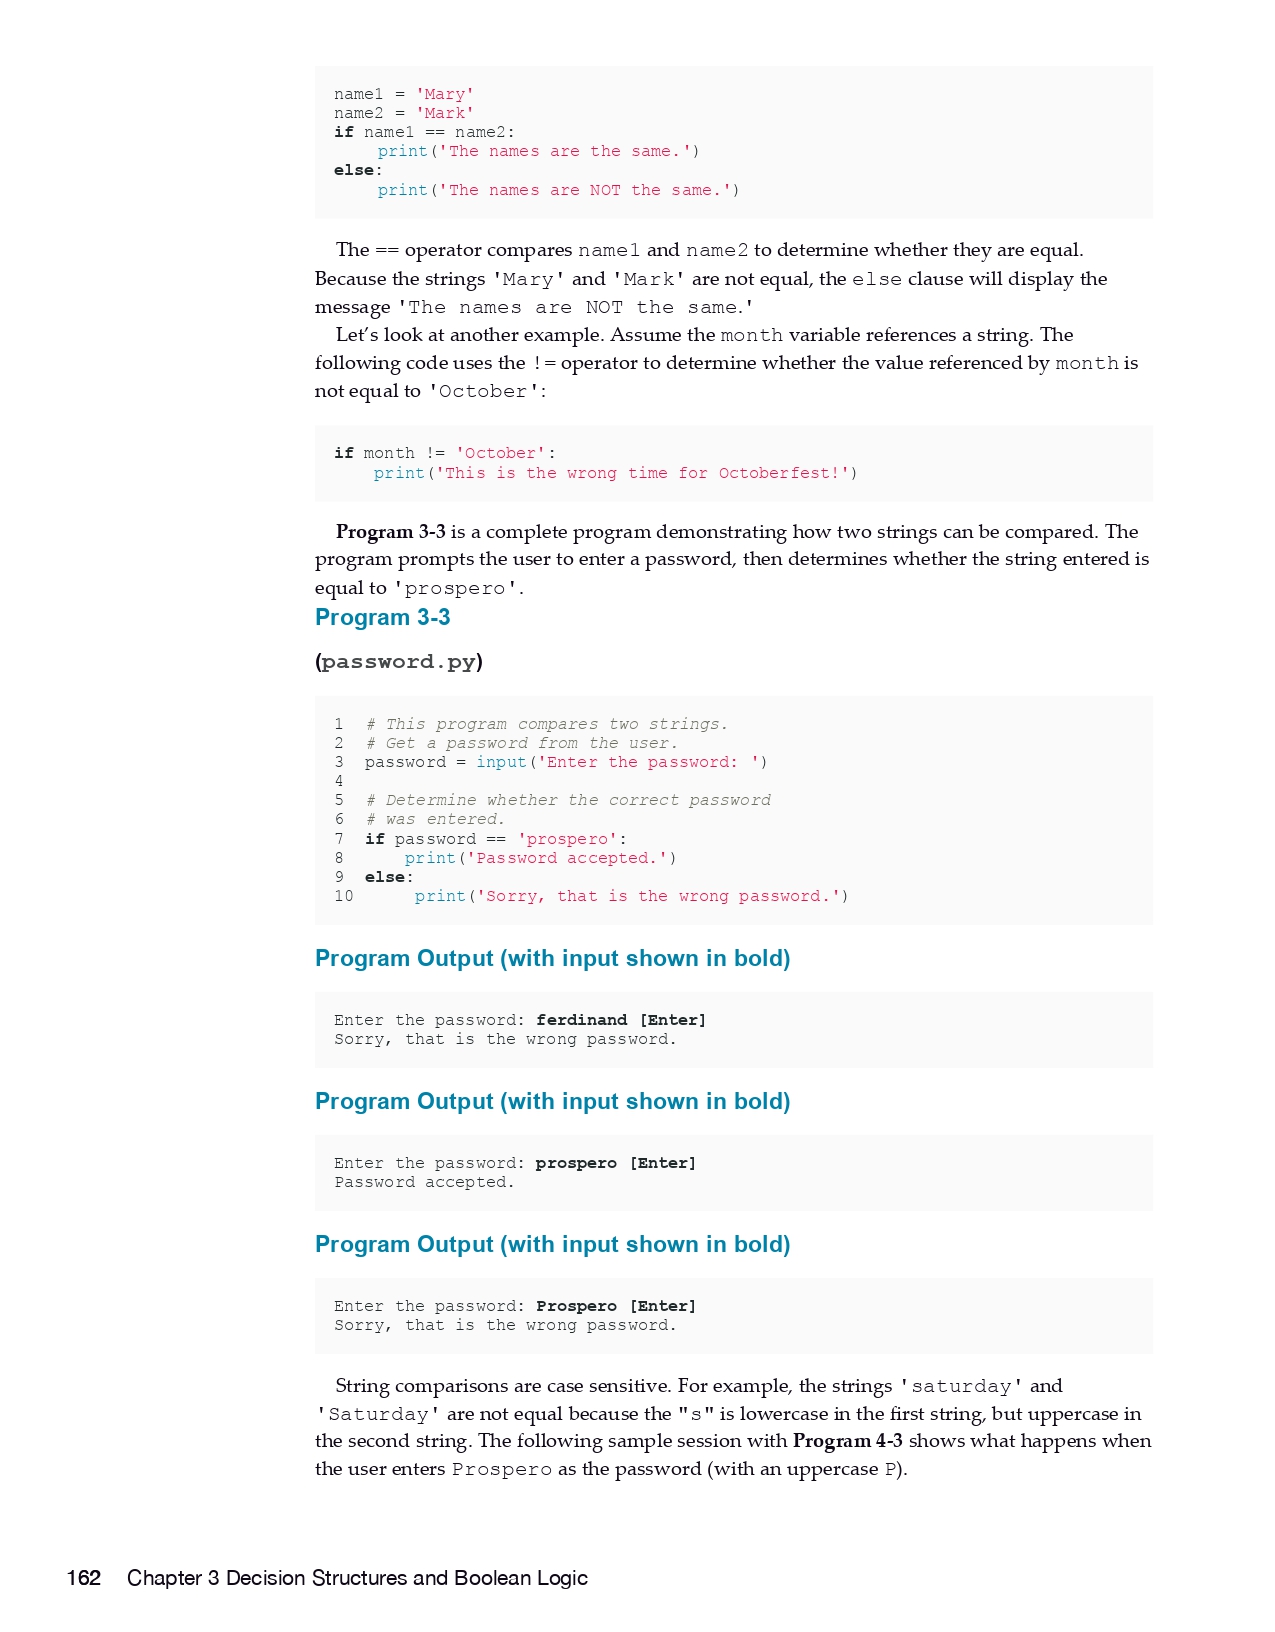 name1 = 'Mary'
name2 = 'Mark'
if name1 == name2:
    print('The names are the same.')
else:
    print('The names are NOT the same.')
The == operator compares name1 and name2 to determine whether they are equal.
Because the strings 'Mary' and 'Mark' are not equal, the else clause will display the
message 'The names are NOT the same.'
Let’s look at another example. Assume the month variable references a string. The
following code uses the != operator to determine whether the value referenced by month is
not equal to 'October':
if month != 'October':
    print('This is the wrong time for Octoberfest!')
Program 3-3 is a complete program demonstrating how two strings can be compared. The
program prompts the user to enter a password, then determines whether the string entered is
equal to 'prospero'.
Program 3-3
(password.py)
1  # This program compares two strings.
2  # Get a password from the user.
3  password = input('Enter the password: ')
4
5  # Determine whether the correct password
6  # was entered.
7  if password == 'prospero':
8      print('Password accepted.')
9  else:
10      print('Sorry, that is the wrong password.')
Program Output (with input shown in bold)
Enter the password: ferdinand [Enter]
Sorry, that is the wrong password.
Program Output (with input shown in bold)
Enter the password: prospero [Enter]
Password accepted.
Program Output (with input shown in bold)
Enter the password: Prospero [Enter]
Sorry, that is the wrong password.
String comparisons are case sensitive. For example, the strings 'saturday' and
'Saturday' are not equal because the "s" is lowercase in the first string, but uppercase in
the second string. The following sample session with Program 4-3 shows what happens when
the user enters Prospero as the password (with an uppercase P).
162 Chapter 3 Decision Structures and Boolean Logic